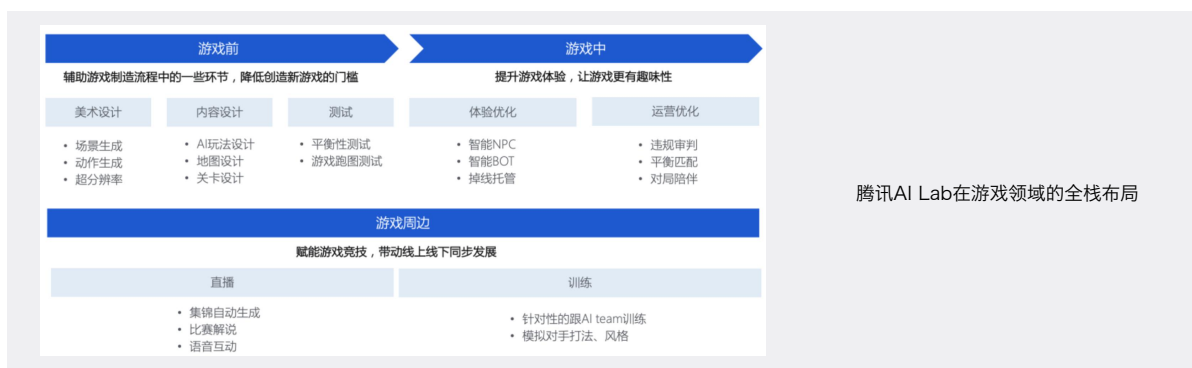 游戏前
游戏中
辅助游戏制造流程中的一些环节，降低创造新游戏的门槛
提升游戏体验，让游戏更有趣味性
美术设计
内容设计
测试
体验优化
运营优化
• 场景生成
• 动作生成
• 超分辨率
• AI玩法设计
• 地图设计
• 关卡设计
• 平衡性测试
• 游戏跑图测试
• 智能NPC
• 智能BOT
• 掉线托管
• 违规审判
• 平衡匹配
• 对局陪伴
游戏周边
赋能游戏竞技，带动线上线下同步发展
直播
训练
• 集锦自动生成
• 比赛解说
• 语音互动
• 针对性的跟AI team训练
• 模拟对手打法、风格
腾讯AI Lab在游戏领域的全栈布局